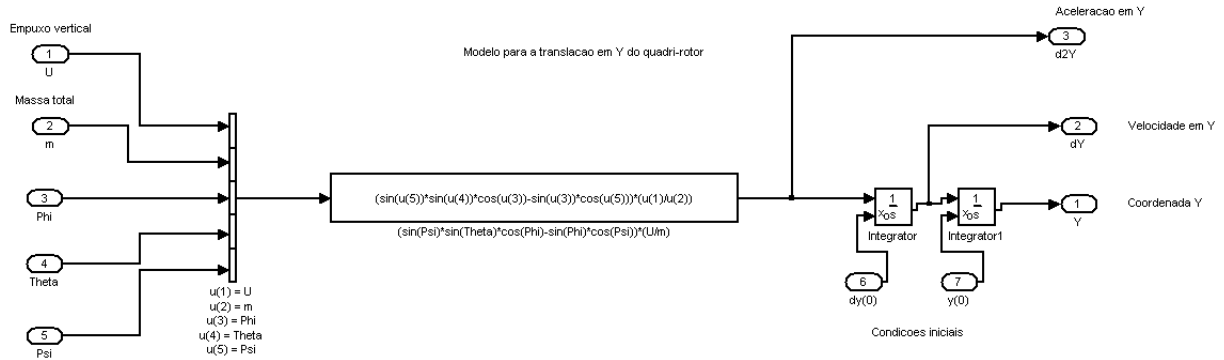 Aceleracao em Y
3
d2Y
Empuxo vertical
1
U
Modelo para a translacao em Y do quadri-rotor
Massa total
2
m
2
dY
Velocidade em Y
3
Phi
(sin(u(5))*sin(u(4))*cos(u(3))-sin(u(3))*cos(u(5)))*(u(1)/u(2))
(sin(Psi)*sin(Theta)*cos(Phi)-sin(Phi)*cos(Psi))*(U/m)
1
xo s
Integrator
1
xo s
Integrator1
1
Y
Coordenada Y
4
Theta
6
dy(0)
7
y(0)
u(1) = U
u(2) = m
u(3) = Phi
u(4) = Theta
u(5) = Psi
5
Psi
Condicoes iniciais